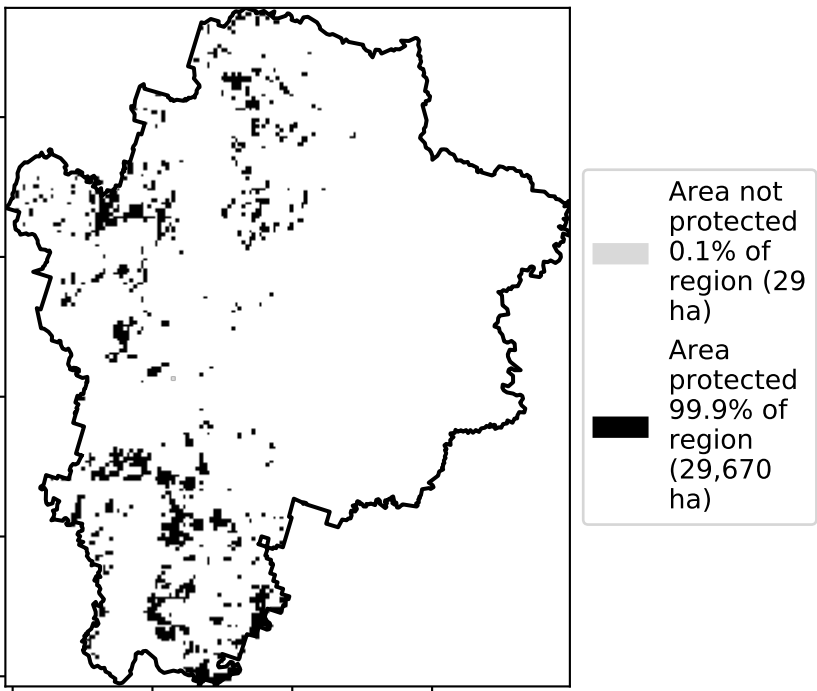 Area not
protected
0.1% of
region (29
ha)
Area
protected
99.9% of
region
(29,670
ha)